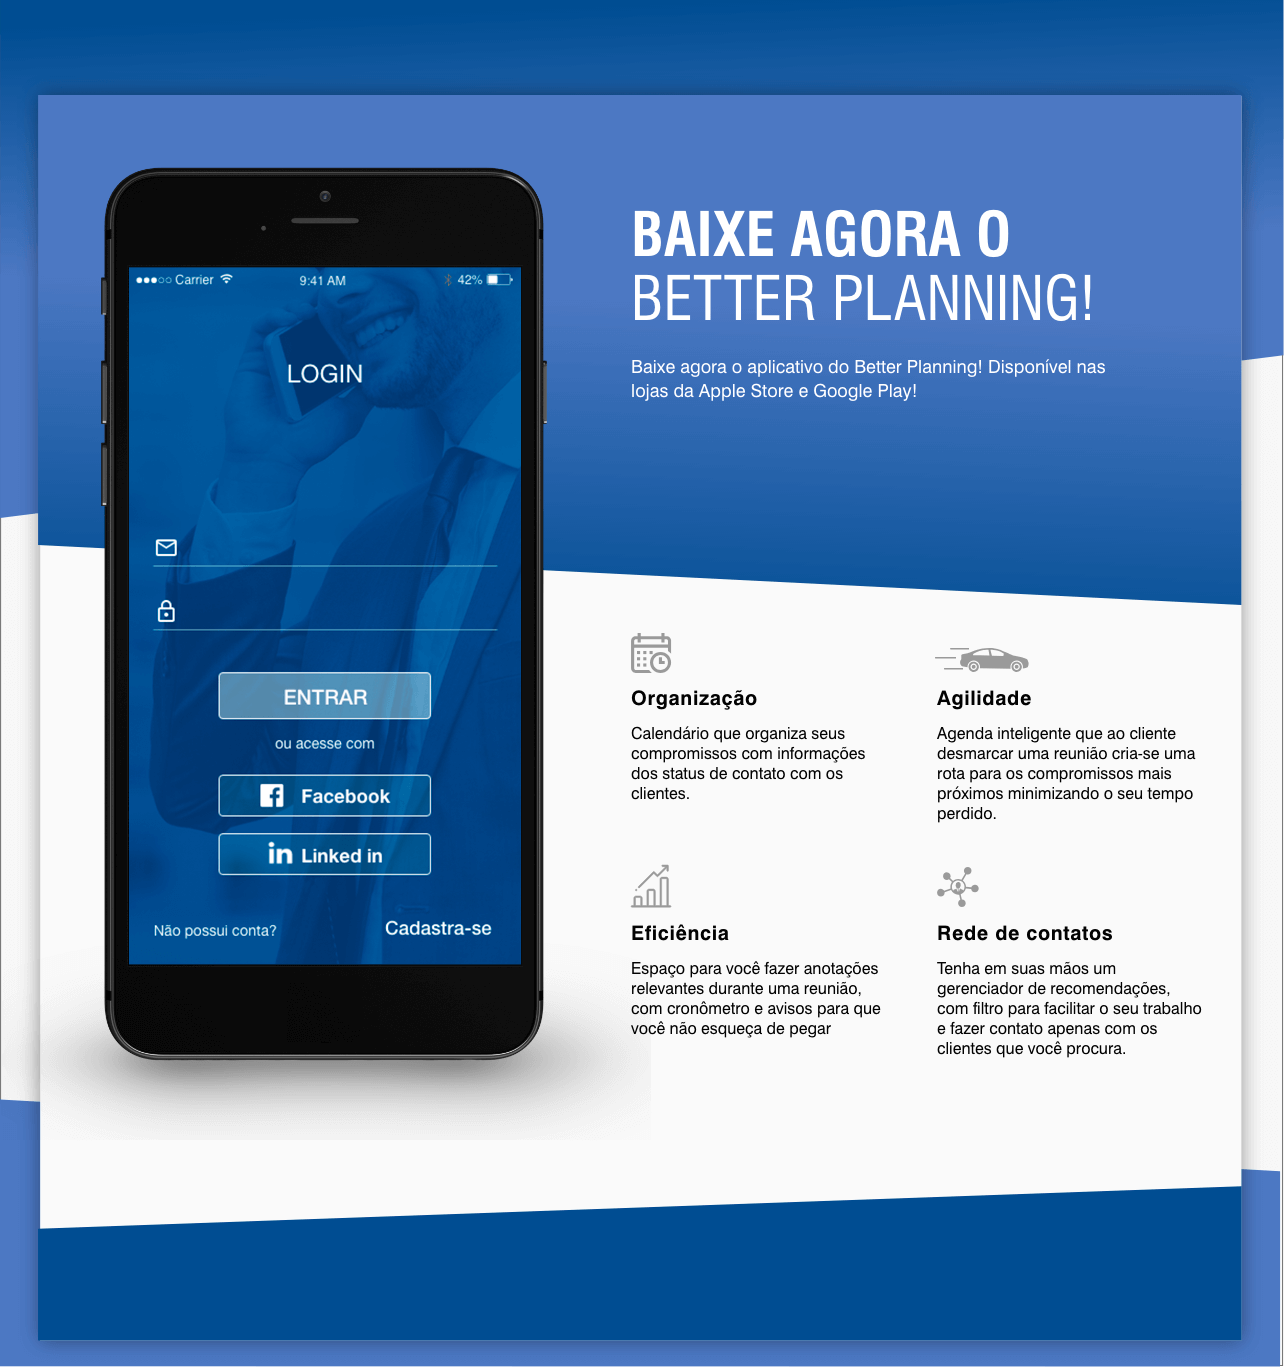 Carrier
9:41 AM
42%
LOGIN
ENTRAR
ou acesse com
Facebook
in Linked in
Não possui conta?
Cadastra-se
BAIXE AGORA O
BETTER PLANNING!
Baixe agora o aplicativo do Better Planning! Disponível nas
lojas da Apple Store e Google Play!
Organização
Calendário que organiza seus
compromissos com informações
dos status de contato com os
clientes.
Agilidade
Agenda inteligente que ao cliente
desmarcar uma reunião cria-se uma
rota para os compromissos mais
próximos minimizando o seu tempo
perdido.
Eficiência
Espaço para você fazer anotações
relevantes durante uma reunião,
com cronômetro e avisos para que
você não esqueça de pegar
Rede de contatos
Tenha em suas mãos um
gerenciador de recomendações,
com filtro para facilitar o seu trabalho
e fazer contato apenas com os
clientes que você procura.